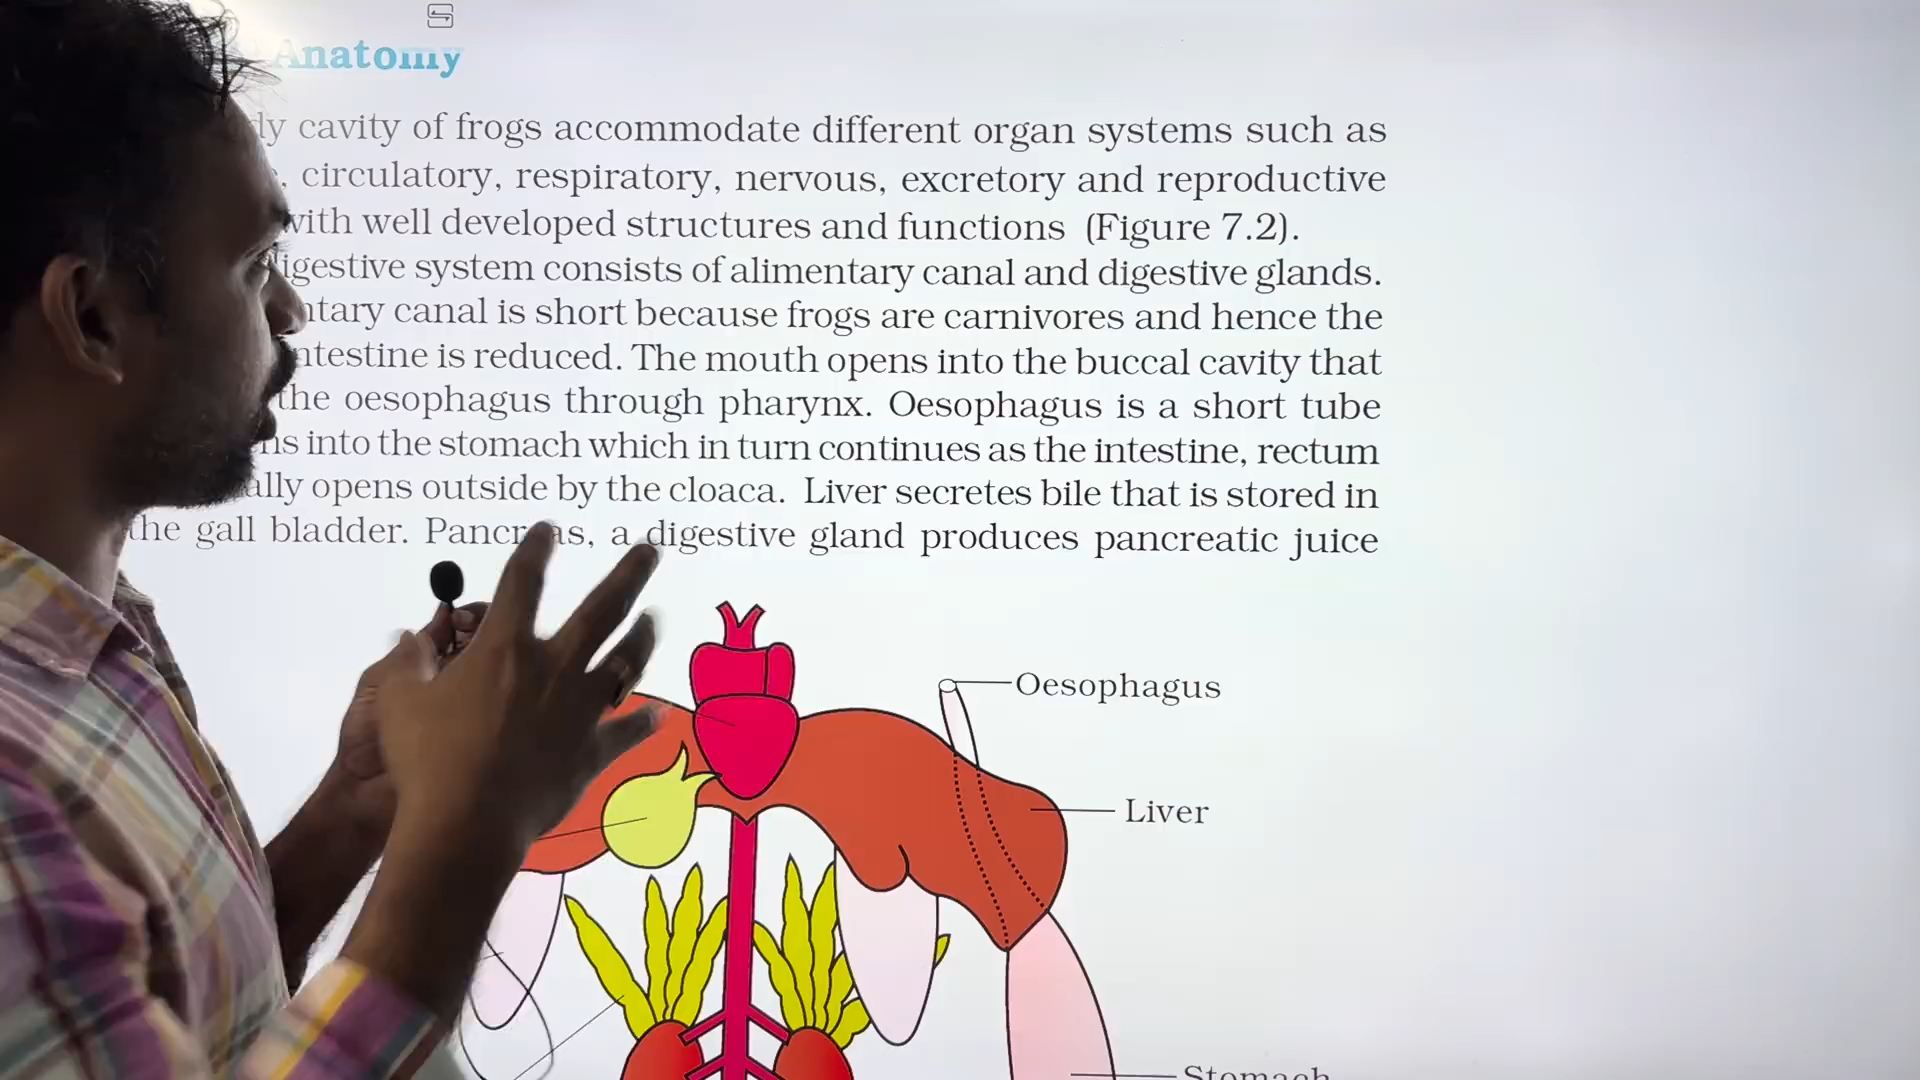 Anatomy
cavity of frogs accommodate different organ systems such as
, circulatory, respiratory, nervous, excretory and reproductive
with well developed structures and functions (Figure 7.2).
igestive system consists of alimentary canal and digestive glands.
ntary canal is short because frogs are carnivores and hence the
ntestine is reduced. The mouth opens into the buccal cavity that
the oesophagus through pharynx. Oesophagus is a short tube
ns into the stomach which in turn continues as the intestine, rectum
ally opens outside by the cloaca. Liver secretes bile that is stored in
the gall bladder. Pancreas, a digestive gland produces pancreatic juice
Oesophagus
Liver
Stomach